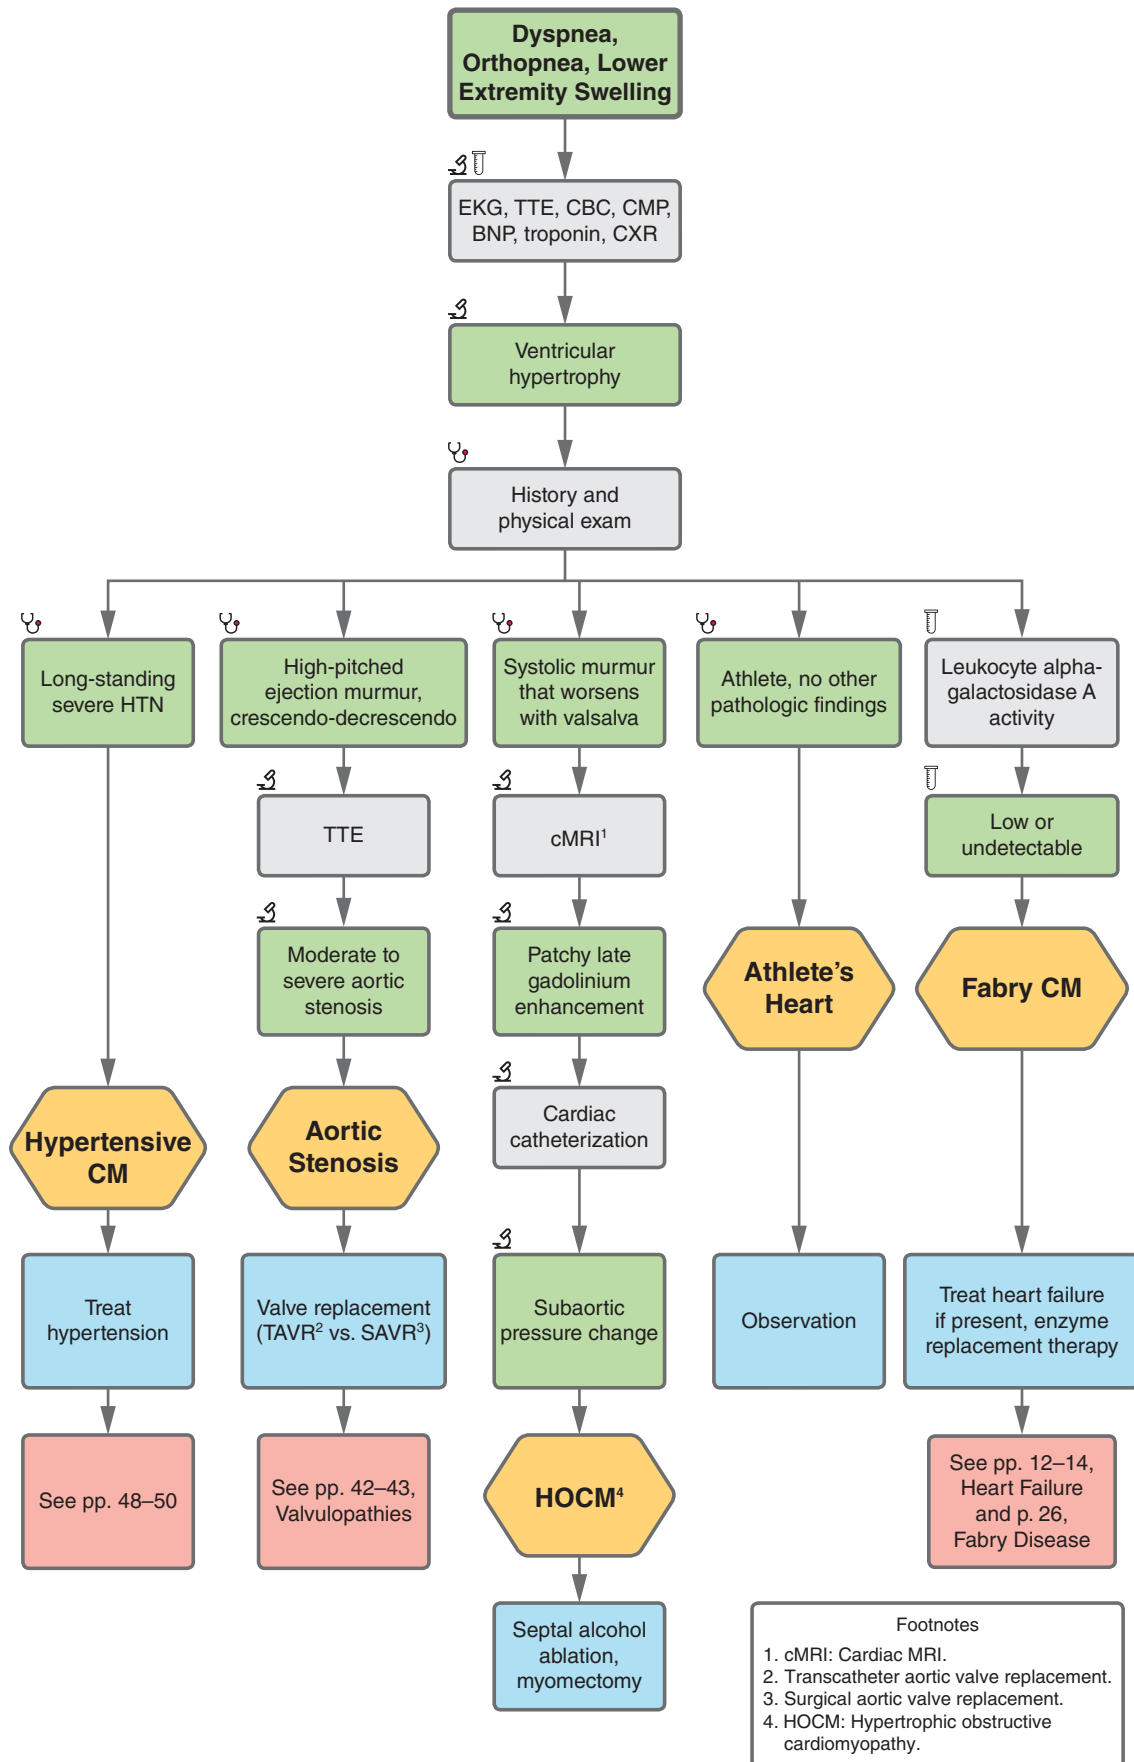 Dyspnea,
Orthopnea, Lower
Extremity Swelling
EKG, TTE, CBC, CMP,
BNP, troponin, CXR
Ventricular
hypertrophy
History and
physical exam
Long-standing
severe HTN
High-pitched
ejection murmur,
crescendo-decrescendo
Systolic murmur
that worsens
with valsalva
Athlete, no other
pathologic findings
Leukocyte alpha-
galactosidase A
activity
TTE
cMRI¹
Low or
undetectable
Moderate to
severe aortic
stenosis
Patchy late
gadolinium
enhancement
Athlete’s
Heart
Fabry CM
Hypertensive
CM
Aortic
Stenosis
Cardiac
catheterization
Treat
hypertension
Valve replacement
(TAVR² vs. SAVR³)
Subaortic
pressure change
Observation
Treat heart failure
if present, enzyme
replacement therapy
See pp. 48–50
See pp. 42–43,
Valvulopathies
HOCM⁴
See pp. 12–14,
Heart Failure
and p. 26,
Fabry Disease
Septal alcohol
ablation,
myomectomy
Footnotes
1. cMRI: Cardiac MRI.
2. Transcatheter aortic valve replacement.
3. Surgical aortic valve replacement.
4. HOCM: Hypertrophic obstructive
cardiomyopathy.